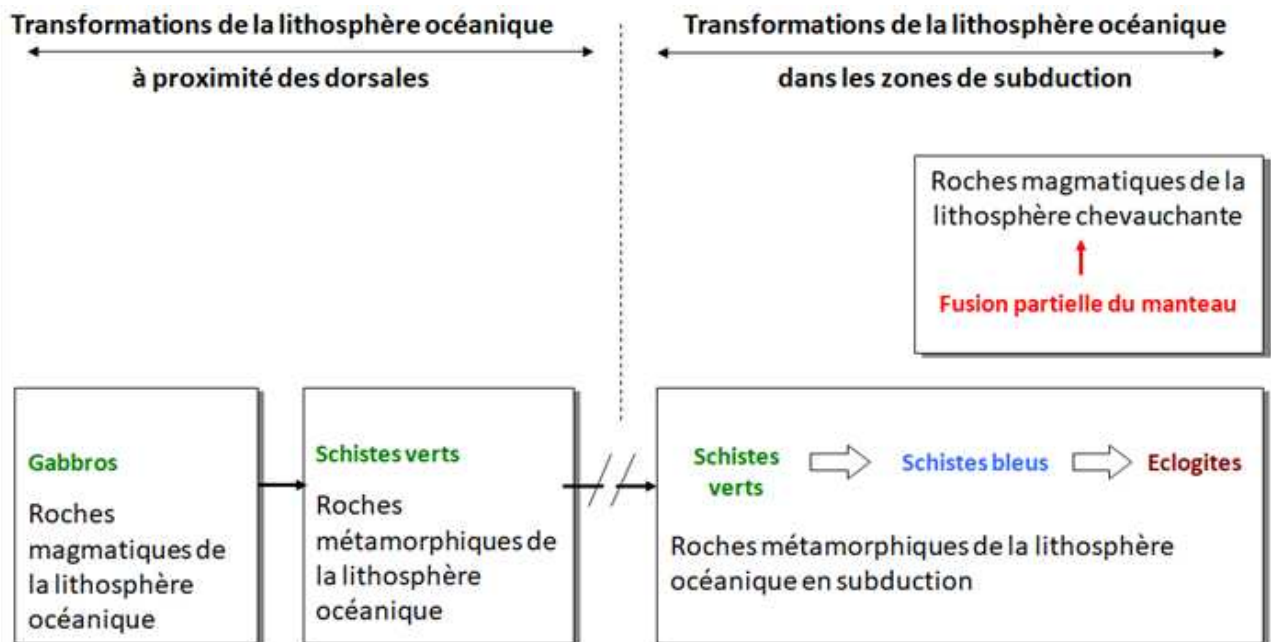 Transformations de la lithosphère océanique
à proximité des dorsales
Transformations de la lithosphère océanique
dans les zones de subduction
Roches magmatiques de la
lithosphère chevauchante
Fusion partielle du manteau
Gabbros
Roches
magmatiques de
la lithosphère
océanique
Schistes verts
Roches
métamorphiques de
la lithosphère
océanique
Schistes
verts
Schistes bleus
Eclogites
Roches métamorphiques de la lithosphère
océanique en subduction